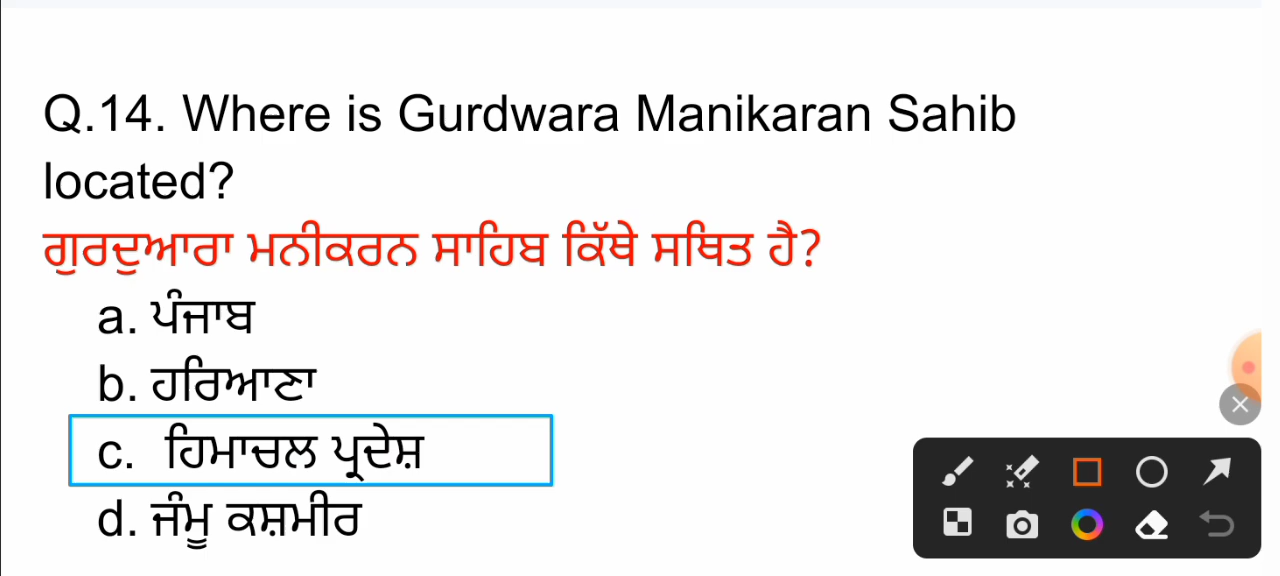 Q.14. Where is Gurdwara Manikaran Sahib
located?
ਗੁਰਦੁਆਰਾ ਮਨੀਕਰਨ ਸਾਹਿਬ ਕਿੱਥੇ ਸਥਿਤ ਹੈ?
a. ਪੰਜਾਬ
b. ਹਰਿਆਣਾ
c. ਹਿਮਾਚਲ ਪ੍ਰਦੇਸ਼
d. ਜੰਮੂ ਕਸ਼ਮੀਰ